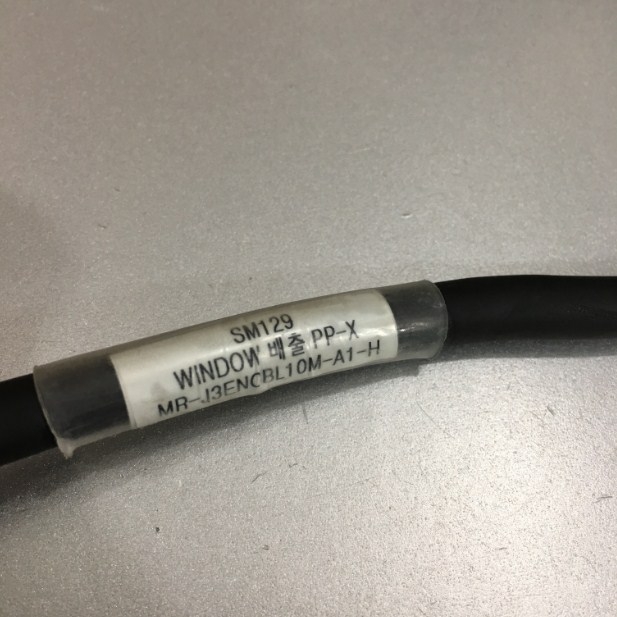 SM129
WINDOW 배출 PP-X
MR-J3ENCBL10M-A1-H